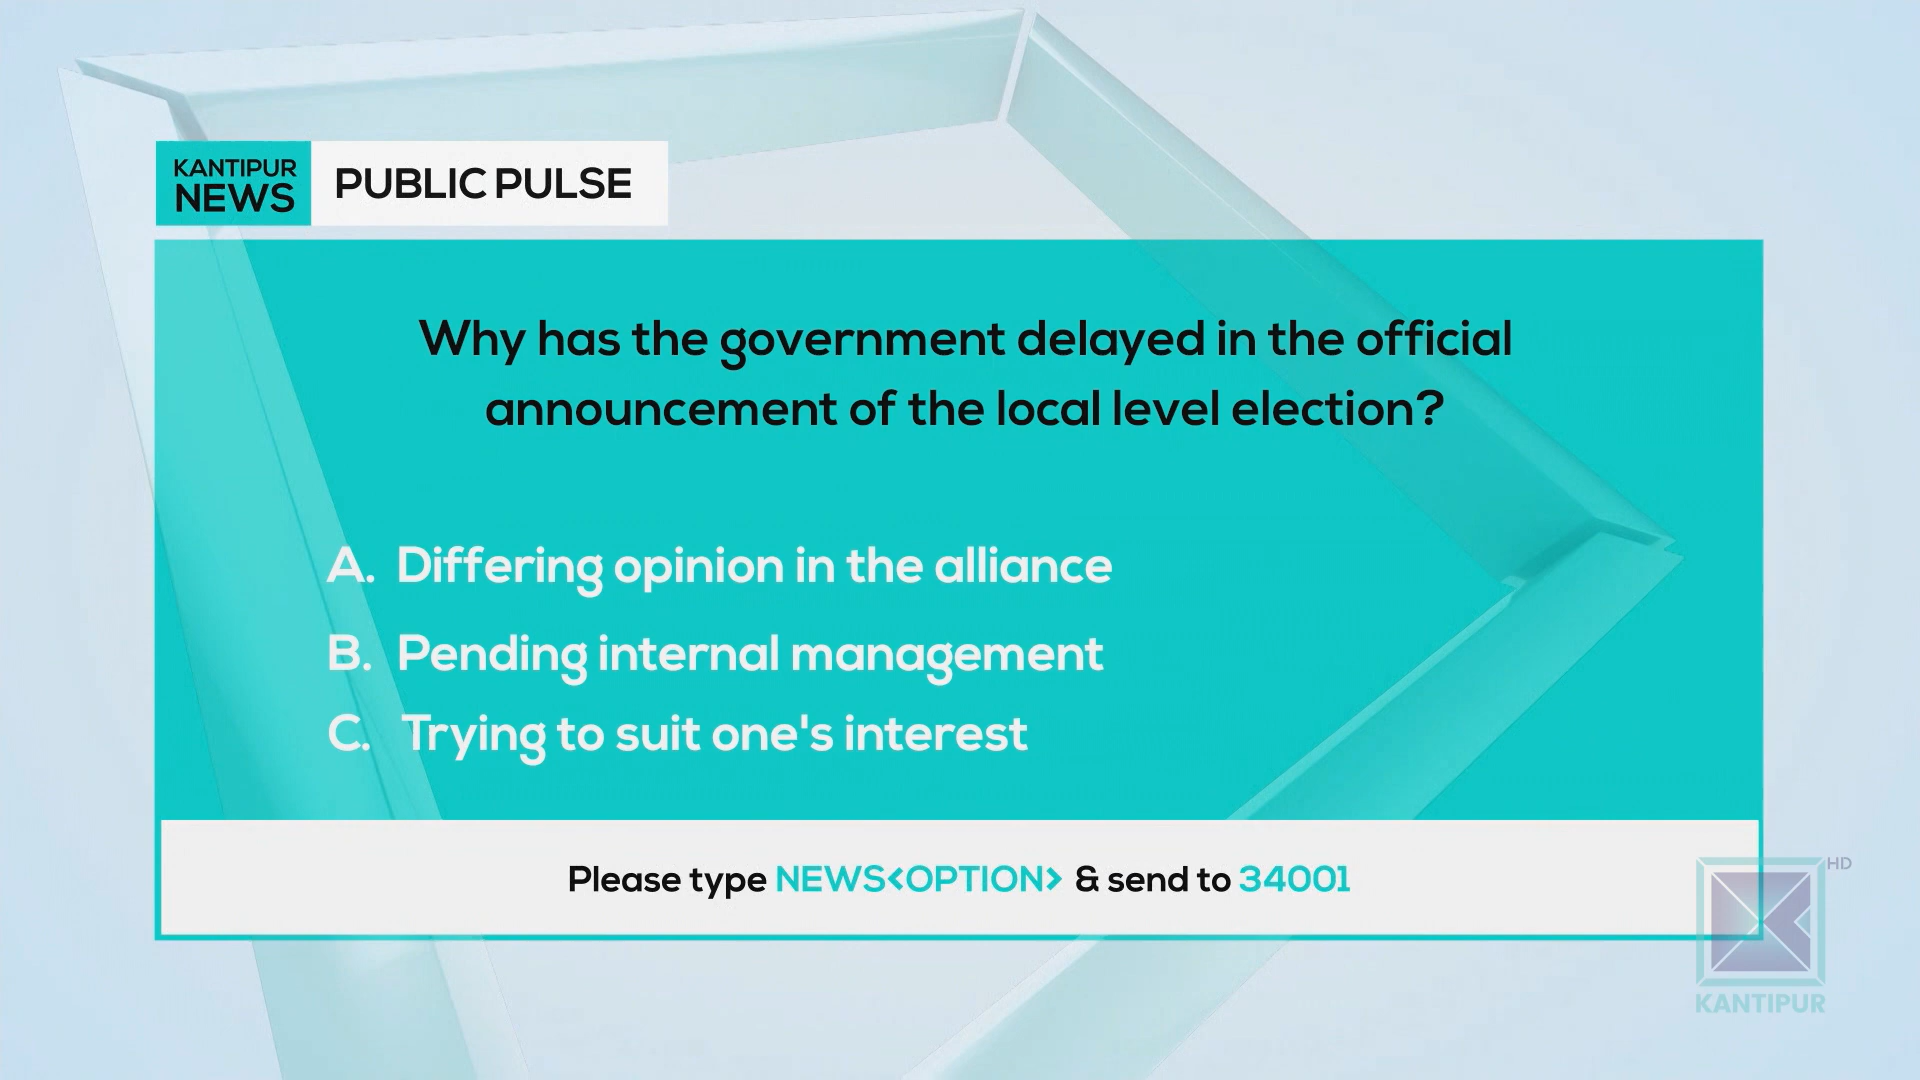 KANTIPUR
NEWS
PUBLIC PULSE
Why has the government delayed in the official
announcement of the local level election?
A. Differing opinion in the alliance
B. Pending internal management
C. Trying to suit one's interest
Please type NEWS<OPTION> & send to 34001
HD
KANTIPUR